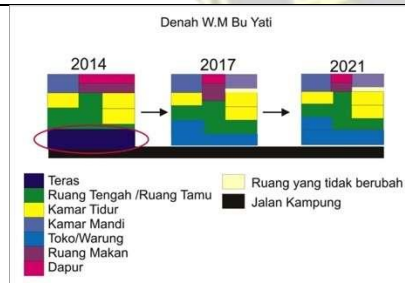 Denah W.M Bu Yati
2014
2017
2021
Teras
Ruang Tengah /Ruang Tamu
Kamar Tidur
Kamar Mandi
Toko/Warung
Ruang Makan
Dapur
Ruang yang tidak berubah
Jalan Kampung